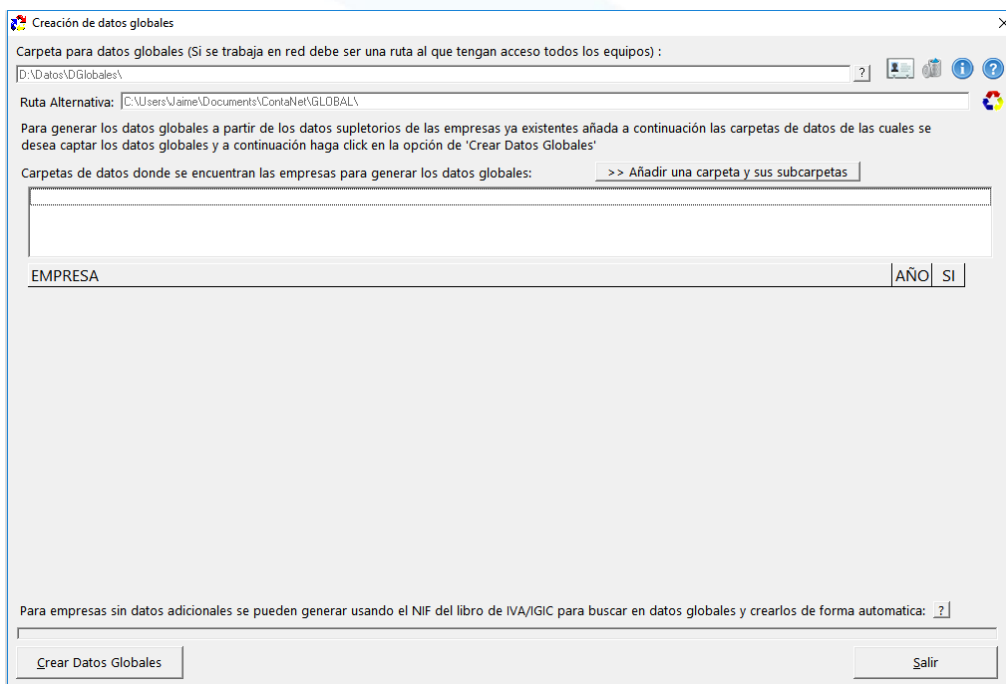 Creación de datos globales
Carpeta para datos globales (Si se trabaja en red debe ser una ruta al que tengan acceso todos los equipos) :
D:\Datos\DGlobales\
?
Ruta Alternativa: C:\Users\Jaime\Documents\ContaNet\GLOBAL\
Para generar los datos globales a partir de los datos supletorios de las empresas ya existentes añada a continuación las carpetas de datos de las cuales se
desea captar los datos globales y a continuación haga click en la opción de 'Crear Datos Globales'
Carpetas de datos donde se encuentran las empresas para generar los datos globales: >> Añadir una carpeta y sus subcarpetas
EMPRESA AÑO SI
Para empresas sin datos adicionales se pueden generar usando el NIF del libro de IVA/IGIC para buscar en datos globales y crearlos de forma automatica: ?
Crear Datos Globales Salir